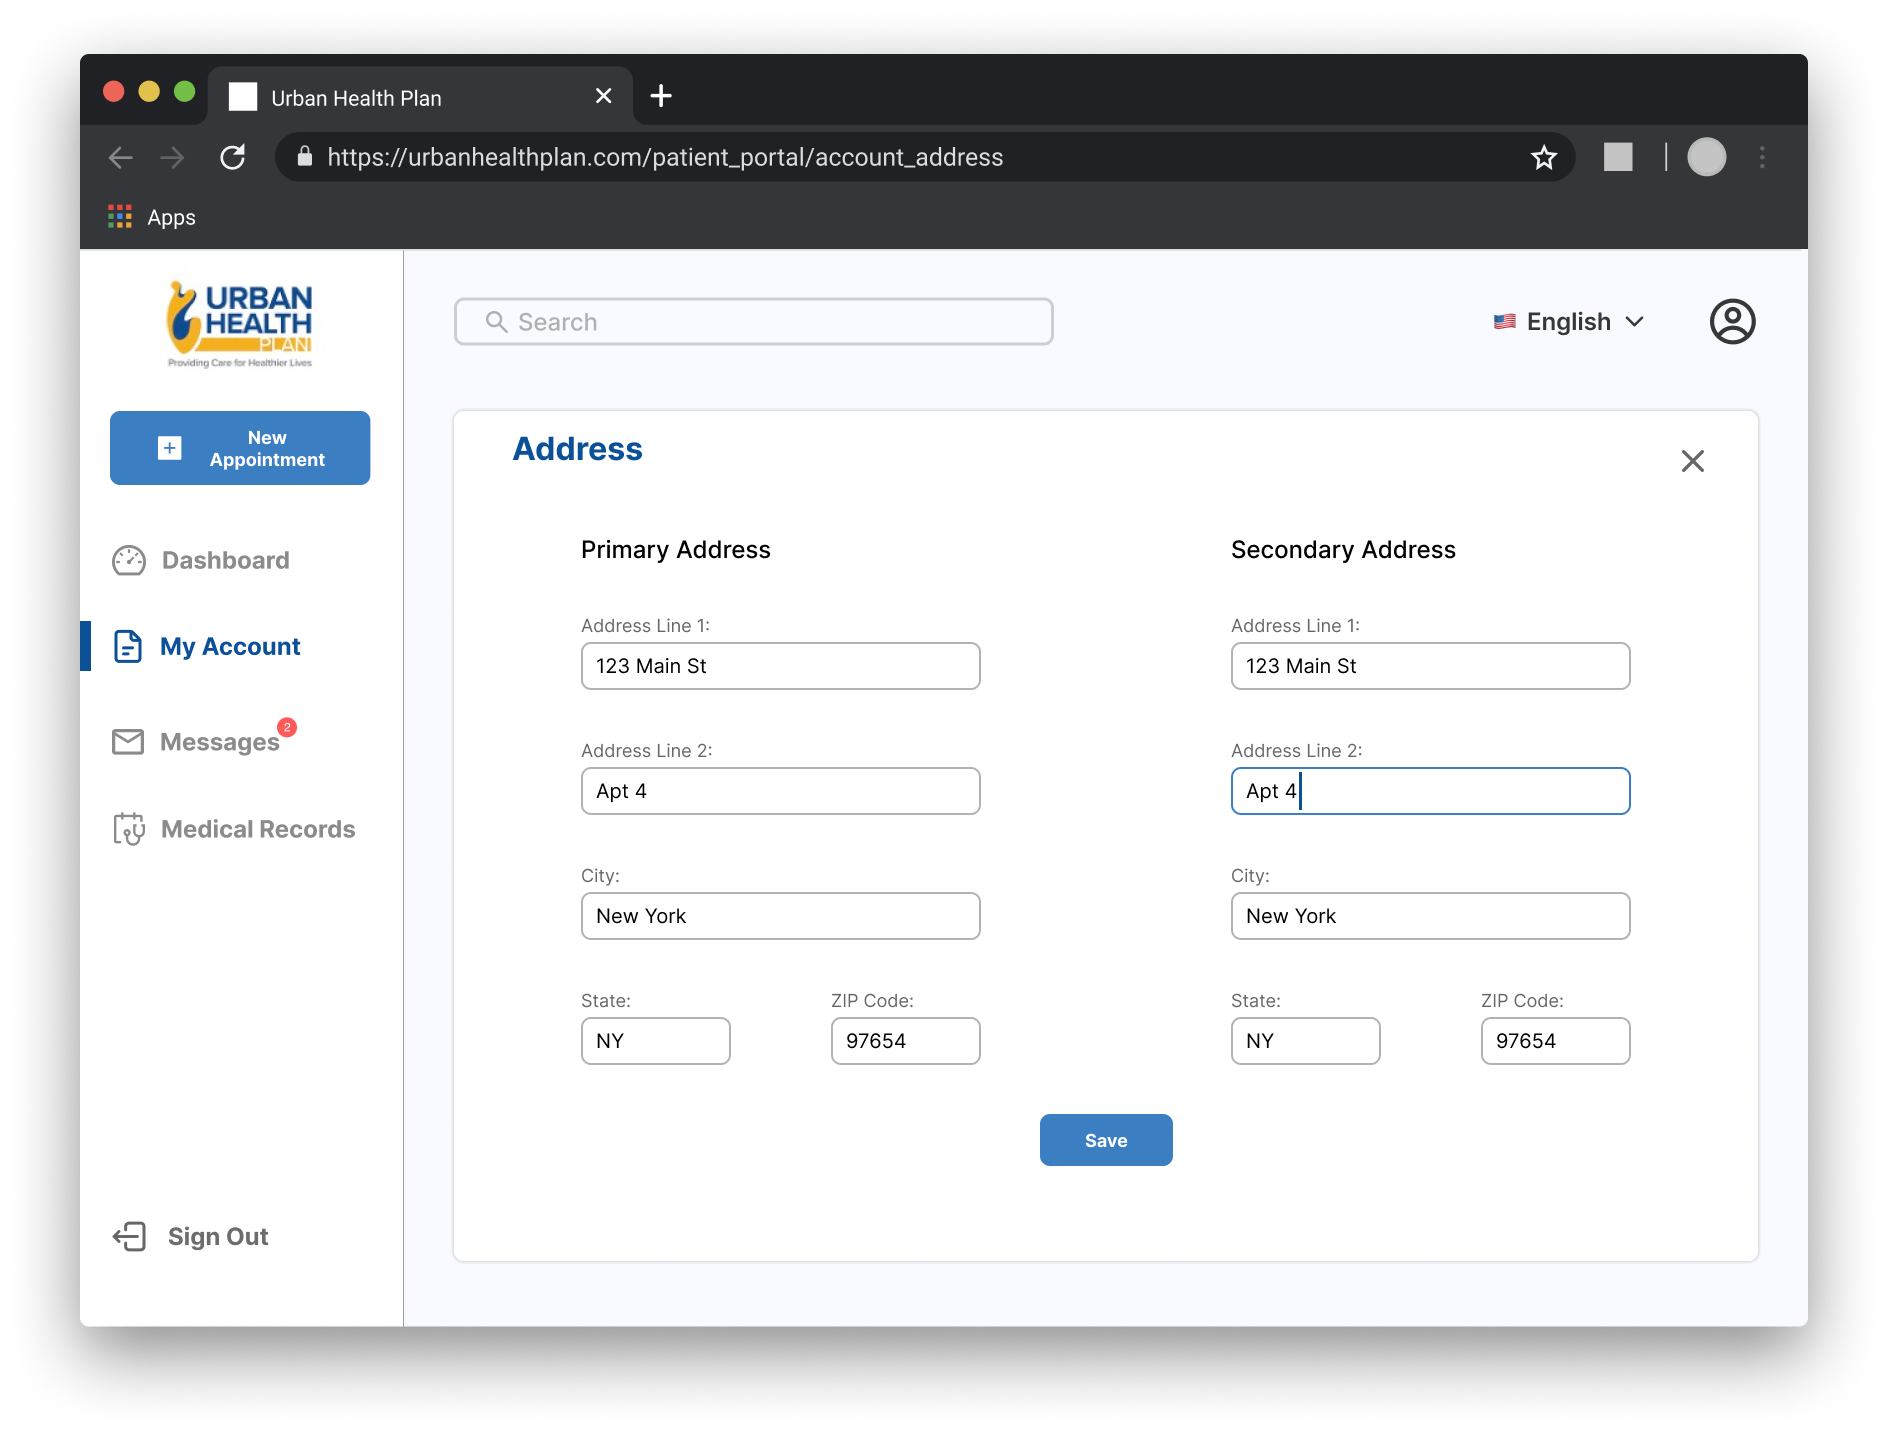 Urban Health Plan
https://urbanhealthplan.com/patient_portal/account_address
Apps
URBAN
HEALTH
PLAN
Providing Care for Healthier Lives
Search
English
New
Appointment
Dashboard
My Account
Messages 2
Medical Records
Sign Out
Address
Primary Address
Address Line 1:
123 Main St
Address Line 2:
Apt 4
City:
New York
State: ZIP Code:
NY 97654
Secondary Address
Address Line 1:
123 Main St
Address Line 2:
Apt 4
City:
New York
State: ZIP Code:
NY 97654
Save